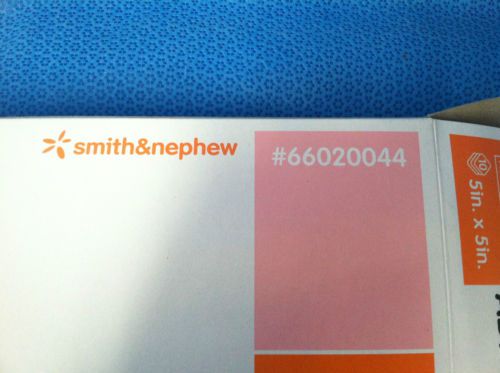 smith&nephew
#66020044
10
5in. x 5in.